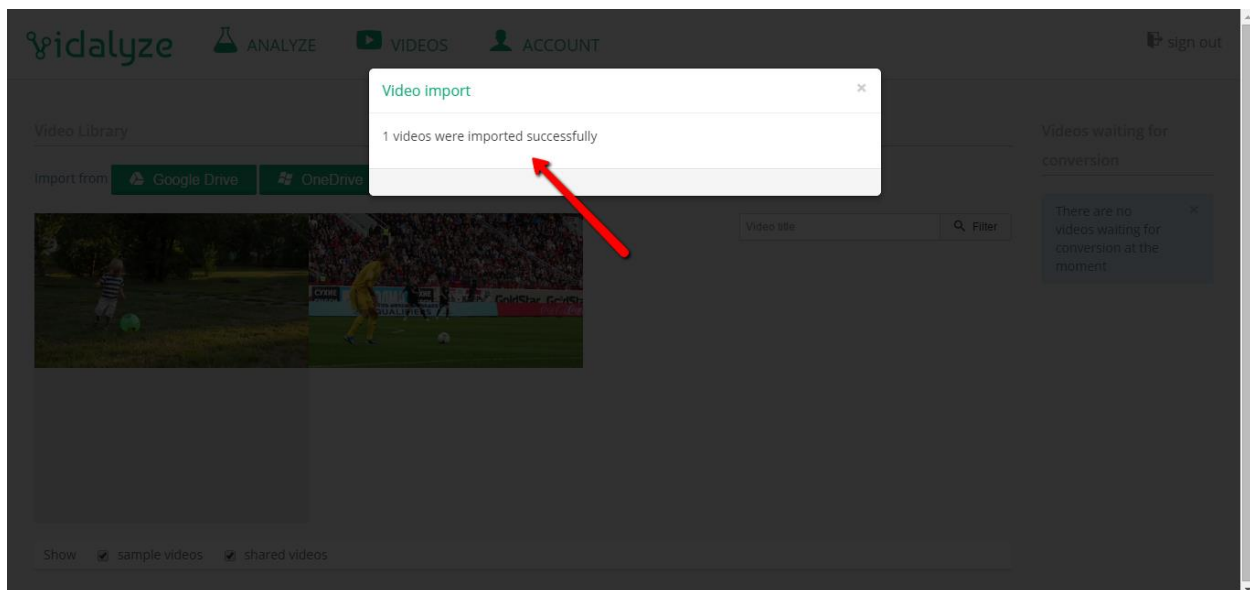 vidalyze
ANALYZE
VIDEOS
ACCOUNT
sign out
Video import
×
1 videos were imported successfully
Video Library
Import from
Google Drive
OneDrive
Video title
Filter
Videos waiting for
conversion
There are no
videos waiting for
conversion at the
moment
×
GoldStar
QUALIFIERS
Show
sample videos
shared videos